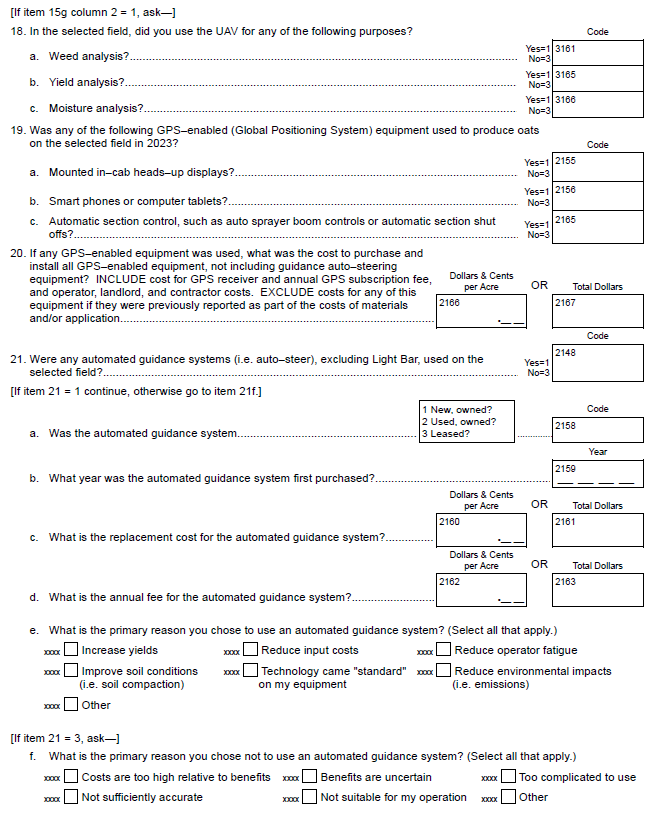 [If item 15g column 2 = 1, ask—]
18. In the selected field, did you use the UAV for any of the following purposes? Code
a. Weed analysis?.......... Yes=1 No=3 3161
b. Yield analysis?.......... Yes=1 No=3 3165
c. Moisture analysis?.......... Yes=1 No=3 3166
19. Was any of the following GPS–enabled (Global Positioning System) equipment used to produce oats
on the selected field in 2023? Code
a. Mounted in–cab heads–up displays?.......... Yes=1 No=3 2155
b. Smart phones or computer tablets?.......... Yes=1 No=3 2156
c. Automatic section control, such as auto sprayer boom controls or automatic section shut
offs?.......... Yes=1 No=3 2165
20. If any GPS–enabled equipment was used, what was the cost to purchase and
install all GPS–enabled equipment, not including guidance auto–steering
equipment? INCLUDE cost for GPS receiver and annual GPS subscription fee,
and operator, landlord, and contractor costs. EXCLUDE costs for any of this
equipment if they were previously reported as part of the costs of materials
and/or application..........
Dollars & Cents
per Acre OR Total Dollars
2166 .__ __ 2167
Code
21. Were any automated guidance systems (i.e. auto–steer), excluding Light Bar, used on the
selected field?.......... Yes=1 No=3 2148
[If item 21 = 1 continue, otherwise go to item 21f.]
1 New, owned?
2 Used, owned?
3 Leased?
Code
a. Was the automated guidance system.......... 2158
Year
b. What year was the automated guidance system first purchased?.......... 2159 __ __ __ __
Dollars & Cents
per Acre OR Total Dollars
c. What is the replacement cost for the automated guidance system?.......... 2160 .__ __ 2161
Dollars & Cents
per Acre OR Total Dollars
d. What is the annual fee for the automated guidance system?.......... 2162 .__ __ 2163
e. What is the primary reason you chose to use an automated guidance system? (Select all that apply.)
xxxx Increase yields xxxx Reduce input costs xxxx Reduce operator fatigue
xxxx Improve soil conditions xxxx Technology came "standard" xxxx Reduce environmental impacts
(i.e. soil compaction) on my equipment (i.e. emissions)
xxxx Other
[If item 21 = 3, ask—]
f. What is the primary reason you chose not to use an automated guidance system? (Select all that apply.)
xxxx Costs are too high relative to benefits xxxx Benefits are uncertain xxxx Too complicated to use
xxxx Not sufficiently accurate xxxx Not suitable for my operation xxxx Other